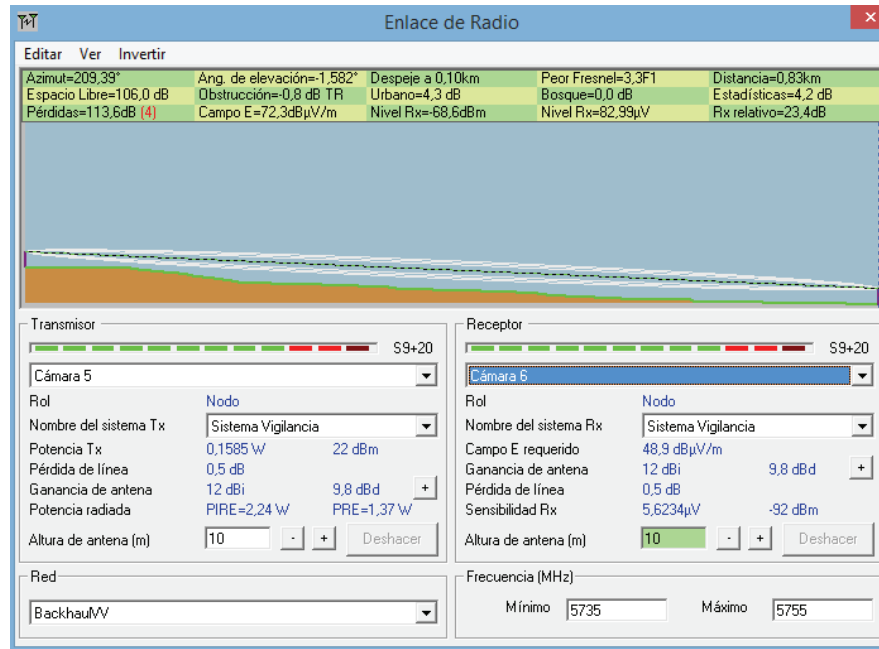 Enlace de Radio
Editar Ver Invertir
Azimut=209,39° Ang. de elevación=-1,582° Despeje a 0,10km Peor Fresnel=3,3F1 Distancia=0,83km
Espacio Libre=106,0 dB Obstrucción=-0,8 dB TR Urbano=4,3 dB Bosque=0,0 dB Estadísticas=4,2 dB
Pérdidas=113,6dB (4) Campo E=72,3dBµV/m Nivel Rx=-68,6dBm Nivel Rx=82,99µV Rx relativo=23,4dB
Transmisor
S9+20
Cámara 5
Rol Nodo
Nombre del sistema Tx Sistema Vigilancia
Potencia Tx 0,1585 W 22 dBm
Pérdida de línea 0,5 dB
Ganancia de antena 12 dBi 9,8 dBd +
Potencia radiada PIRE=2,24 W PRE=1,37 W
Altura de antena (m) 10 - + Deshacer
Receptor
S9+20
Cámara 6
Rol Nodo
Nombre del sistema Rx Sistema Vigilancia
Campo E requerido 48,9 dBµV/m
Ganancia de antena 12 dBi 9,8 dBd +
Pérdida de línea 0,5 dB
Sensibilidad Rx 5,6234µV -92 dBm
Altura de antena (m) 10 - + Deshacer
Red
BackhaulVV
Frecuencia (MHz)
Mínimo 5735 Máximo 5755